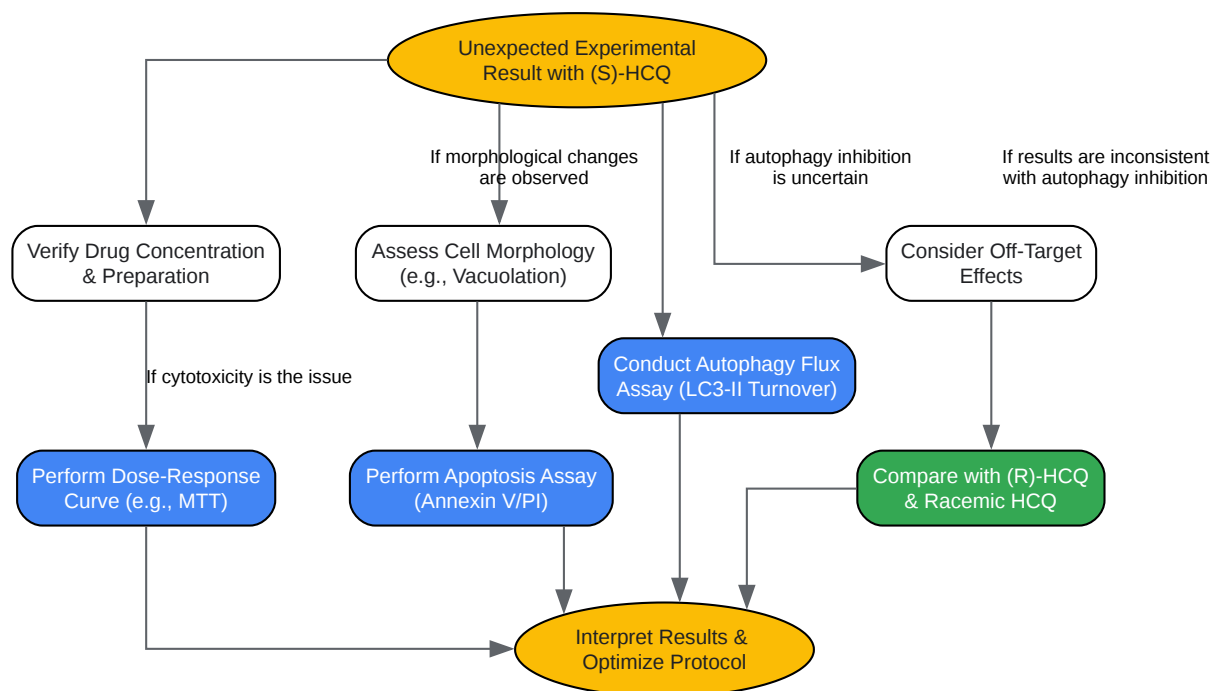 Unexpected Experimental
Result with (S)-HCQ
If morphological changes
are observed
If autophagy inhibition
is uncertain
If results are inconsistent
with autophagy inhibition
Verify Drug Concentration
& Preparation
Assess Cell Morphology
(e.g., Vacuolation)
Consider Off-Target
Effects
If cytotoxicity is the issue
Conduct Autophagy Flux
Assay (LC3-II Turnover)
Perform Dose-Response
Curve (e.g., MTT)
Perform Apoptosis Assay
(Annexin V/PI)
Compare with (R)-HCQ
& Racemic HCQ
Interpret Results &
Optimize Protocol